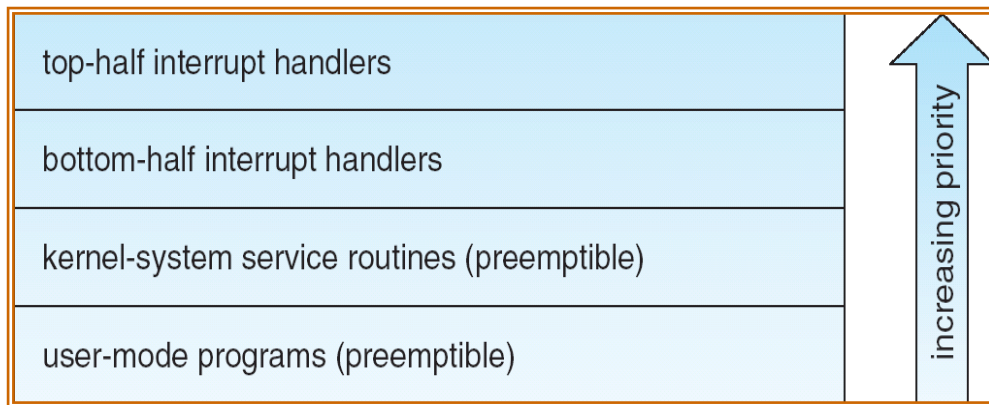 top-half interrupt handlers
bottom-half interrupt handlers
kernel-system service routines (preemptible)
user-mode programs (preemptible)
increasing priority